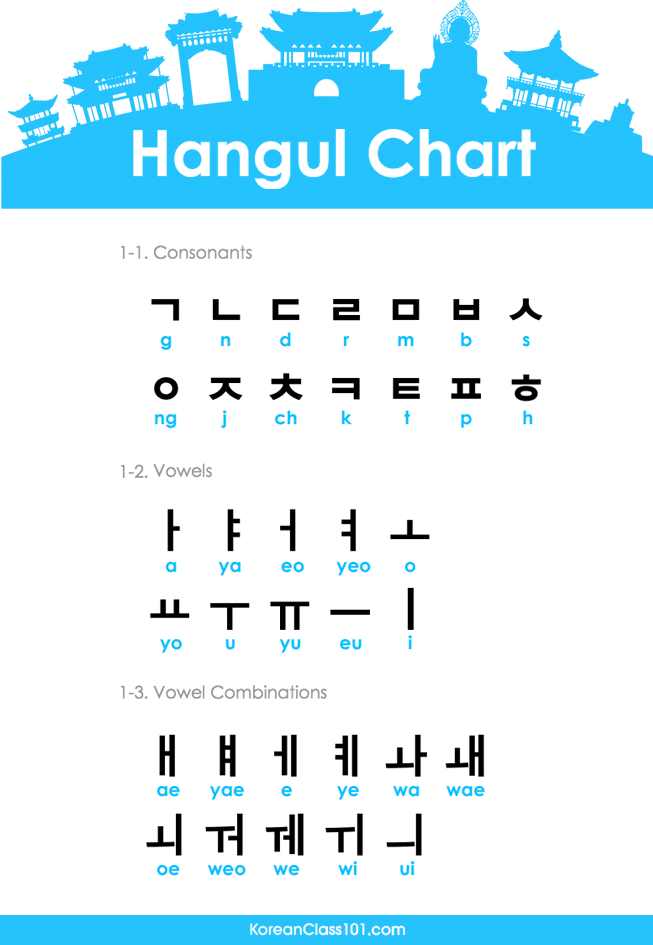 Hangul Chart
1-1. Consonants
ㄱ ㄴ ㄷ ㄹ ㅁ ㅂ ㅅ
g n d r m b s
ㅇ ㅈ ㅊ ㅋ ㅌ ㅍ ㅎ
ng j ch k t p h
1-2. Vowels
ㅏ ㅑ ㅓ ㅕ ㅗ
a ya eo yeo o
ㅛ ㅜ ㅠ ㅡ ㅣ
yo u yu eu i
1-3. Vowel Combinations
ㅐ ㅒ ㅔ ㅖ ㅘ ㅙ
ae yae e ye wa wae
ㅚ ㅝ ㅞ ㅟ ㅢ
oe weo we wi ui
KoreanClass101.com